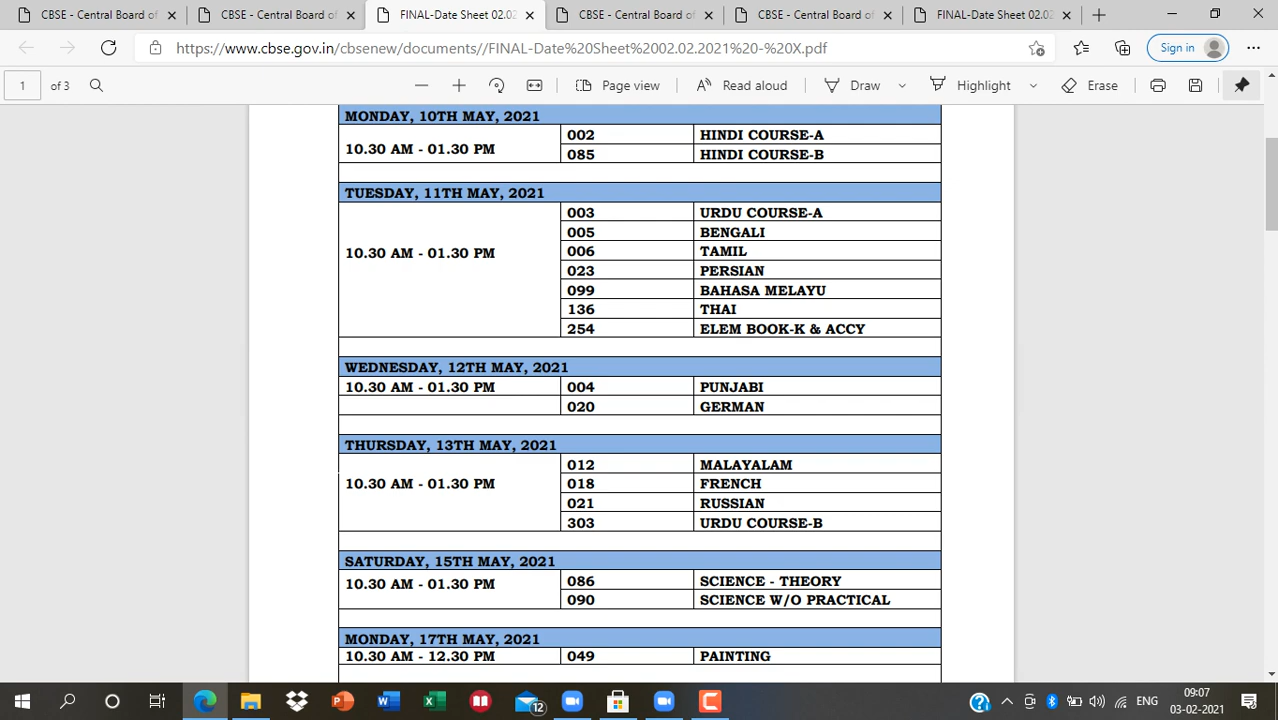 CBSE - Central Board of
CBSE - Central Board of
FINAL-Date Sheet 02.02
CBSE - Central Board of
CBSE - Central Board of
FINAL-Date Sheet 02.02
https://www.cbse.gov.in/cbsenew/documents//FINAL-Date%20Sheet%2002.02.2021%20-%20X.pdf
Sign in
1 of 3
Page view
Read aloud
Draw
Highlight
Erase
MONDAY, 10TH MAY, 2021
10.30 AM - 01.30 PM
002 HINDI COURSE-A
085 HINDI COURSE-B
TUESDAY, 11TH MAY, 2021
10.30 AM - 01.30 PM
003 URDU COURSE-A
005 BENGALI
006 TAMIL
023 PERSIAN
099 BAHASA MELAYU
136 THAI
254 ELEM BOOK-K & ACCY
WEDNESDAY, 12TH MAY, 2021
10.30 AM - 01.30 PM 004 PUNJABI
020 GERMAN
THURSDAY, 13TH MAY, 2021
10.30 AM - 01.30 PM
012 MALAYALAM
018 FRENCH
021 RUSSIAN
303 URDU COURSE-B
SATURDAY, 15TH MAY, 2021
10.30 AM - 01.30 PM
086 SCIENCE - THEORY
090 SCIENCE W/O PRACTICAL
MONDAY, 17TH MAY, 2021
10.30 AM - 12.30 PM 049 PAINTING
12
ENG
09:07
03-02-2021